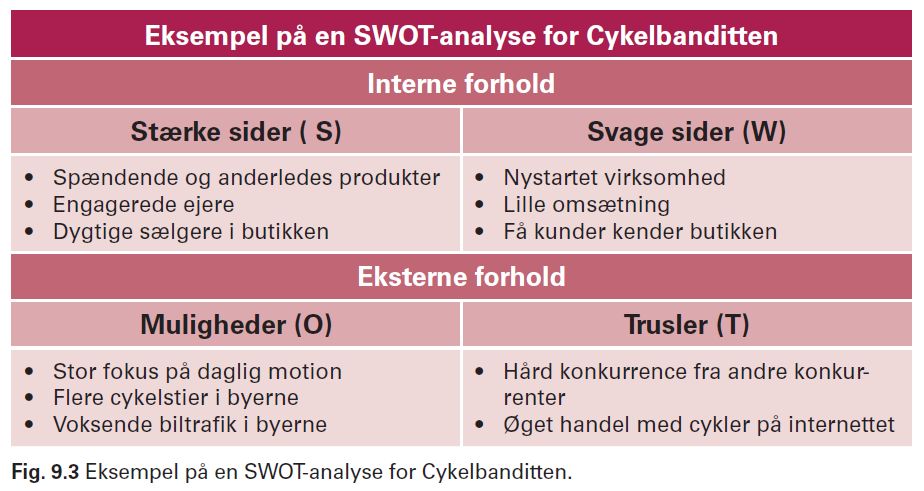 Eksempel på en SWOT-analyse for Cykelbanditten
Interne forhold
Stærke sider ( S)
• Spændende og anderledes produkter
• Engagerede ejere
• Dygtige sælgere i butikken
Svage sider (W)
• Nystartet virksomhed
• Lille omsætning
• Få kunder kender butikken
Eksterne forhold
Muligheder (O)
• Stor fokus på daglig motion
• Flere cykelstier i byerne
• Voksende biltrafik i byerne
Trusler (T)
• Hård konkurrence fra andre konkur-
renter
• Øget handel med cykler på internettet
Fig. 9.3 Eksempel på en SWOT-analyse for Cykelbanditten.